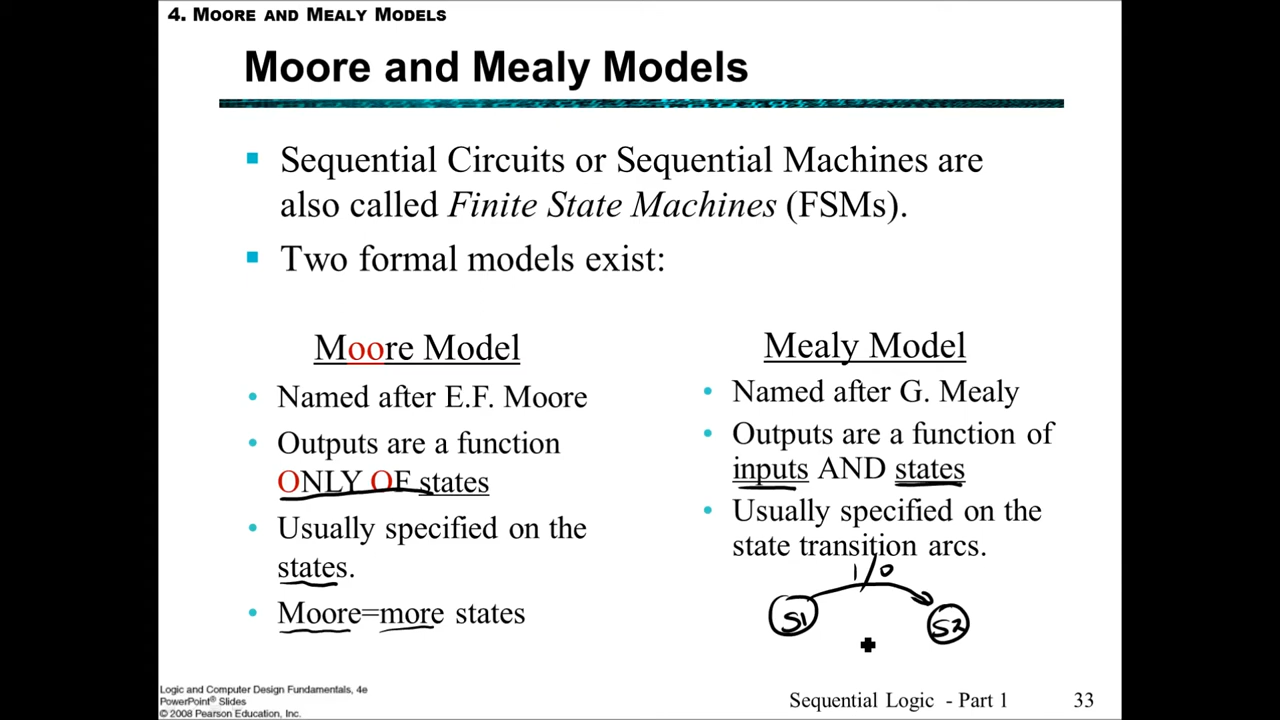 4. MOORE AND MEALY MODELS
Moore and Mealy Models
Sequential Circuits or Sequential Machines are
also called Finite State Machines (FSMs).
Two formal models exist:
Moore Model
Named after E.F. Moore
Outputs are a function
ONLY OF states
Usually specified on the
states.
Moore=more states
Mealy Model
Named after G. Mealy
Outputs are a function of
inputs AND states
Usually specified on the
state transition arcs.
1/0
S1 S2
Logic and Computer Design Fundamentals, 4e
PowerPoint® Slides
© 2008 Pearson Education, Inc.
Sequential Logic - Part 1 33